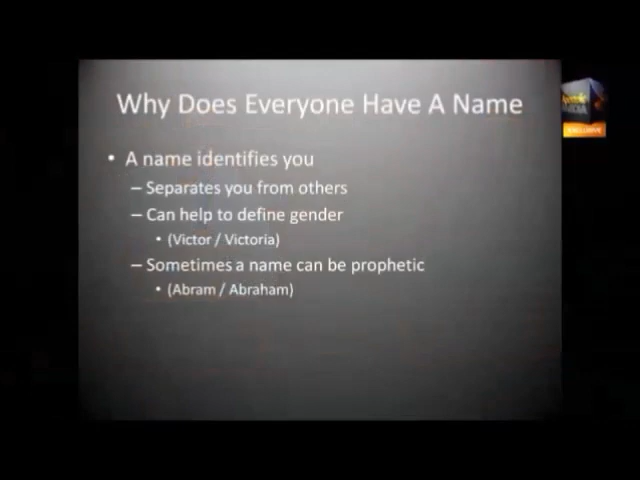 Why Does Everyone Have A Name
• A name identifies you
– Separates you from others
– Can help to define gender
• (Victor / Victoria)
– Sometimes a name can be prophetic
• (Abram / Abraham)
EXCLUSIVE